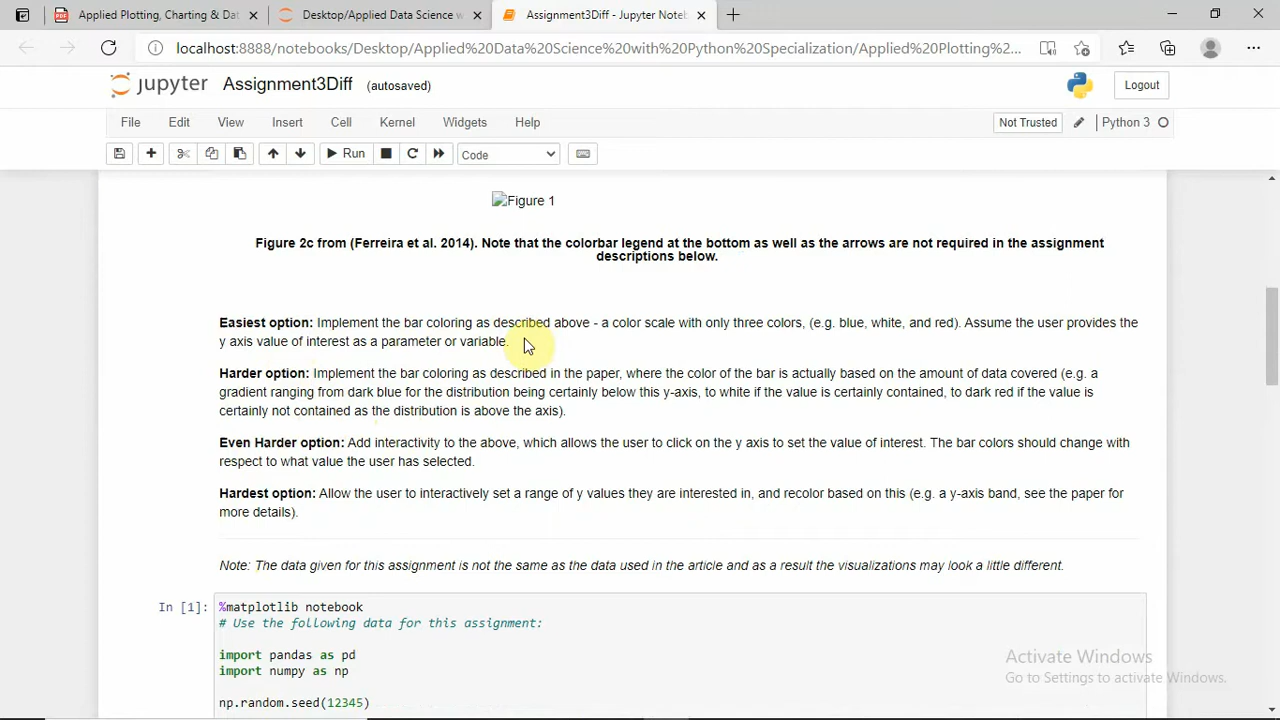 Applied Plotting, Charting & Dat
Desktop/Applied Data Science w
Assignment3Diff - Jupyter Noteb
localhost:8888/notebooks/Desktop/Applied%20Data%20Science%20with%20Python%20Specialization/Applied%20Plotting%2...
jupyter Assignment3Diff (autosaved)
Logout
File Edit View Insert Cell Kernel Widgets Help
Not Trusted
Python 3
Run
Code
Figure 1
Figure 2c from (Ferreira et al. 2014). Note that the colorbar legend at the bottom as well as the arrows are not required in the assignment
descriptions below.
Easiest option: Implement the bar coloring as described above - a color scale with only three colors, (e.g. blue, white, and red). Assume the user provides the
y axis value of interest as a parameter or variable.
Harder option: Implement the bar coloring as described in the paper, where the color of the bar is actually based on the amount of data covered (e.g. a
gradient ranging from dark blue for the distribution being certainly below this y-axis, to white if the value is certainly contained, to dark red if the value is
certainly not contained as the distribution is above the axis).
Even Harder option: Add interactivity to the above, which allows the user to click on the y axis to set the value of interest. The bar colors should change with
respect to what value the user has selected.
Hardest option: Allow the user to interactively set a range of y values they are interested in, and recolor based on this (e.g. a y-axis band, see the paper for
more details).
Note: The data given for this assignment is not the same as the data used in the article and as a result the visualizations may look a little different.
In [1]:
%matplotlib notebook
# Use the following data for this assignment:
import pandas as pd
import numpy as np
np.random.seed(12345)
Activate Windows
Go to Settings to activate Windows.